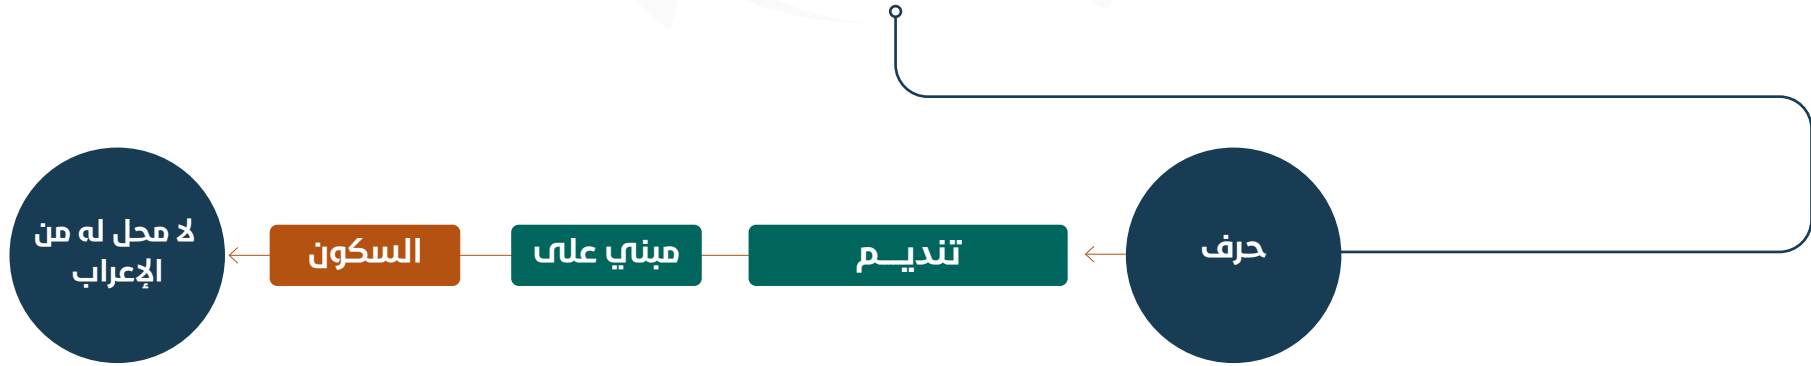 حرف
تنديـــم
مبني على
السكون
لا محل له من
الإعراب